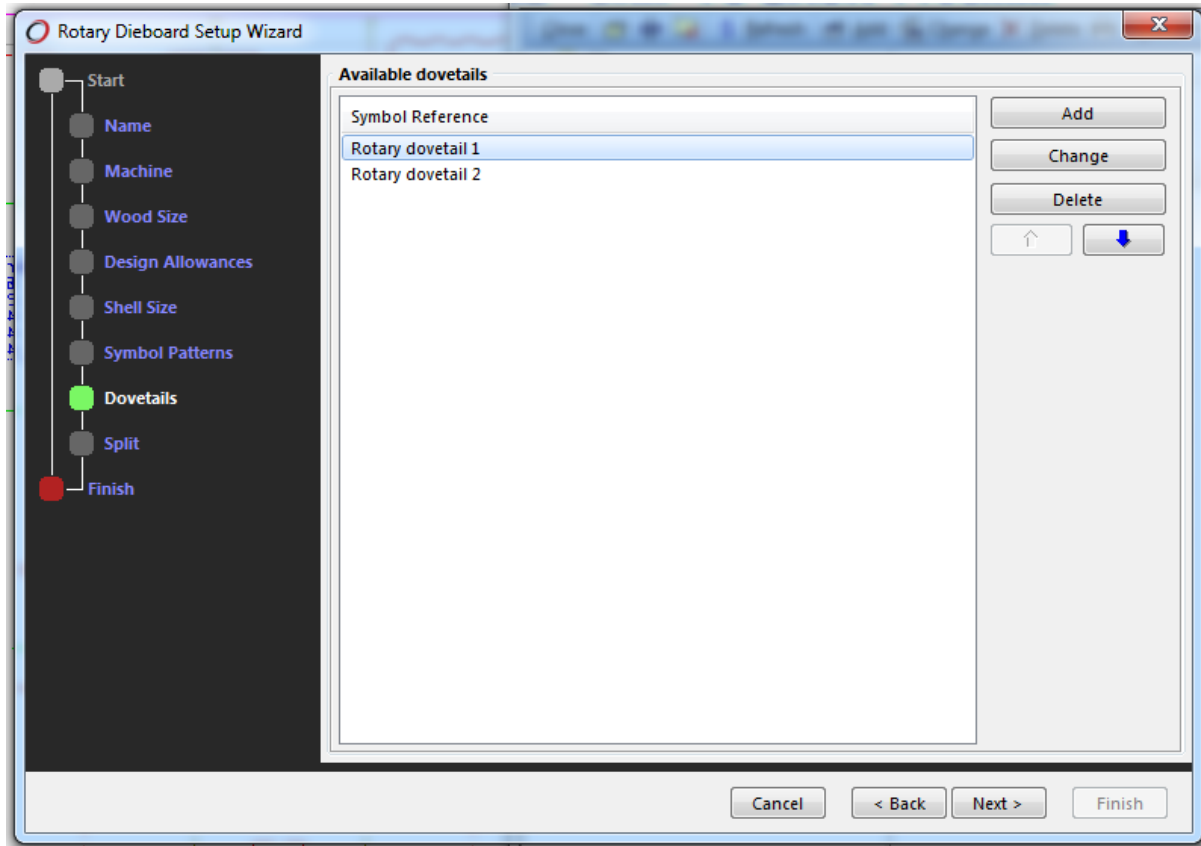 Rotary Dieboard Setup Wizard
Start
Name
Machine
Wood Size
Design Allowances
Shell Size
Symbol Patterns
Dovetails
Split
Finish
Available dovetails
Symbol Reference
Rotary dovetail 1
Rotary dovetail 2
Add
Change
Delete
Cancel
< Back
Next >
Finish